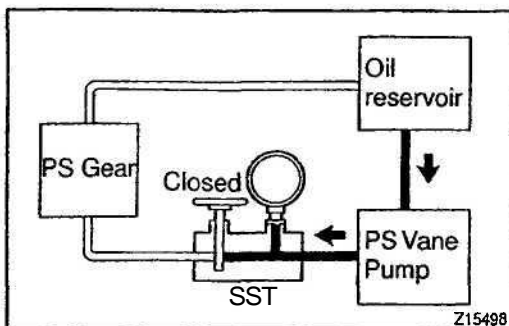 Oil
reservoir
PS Gear
Closed
PS Vane
Pump
SST
Z15498